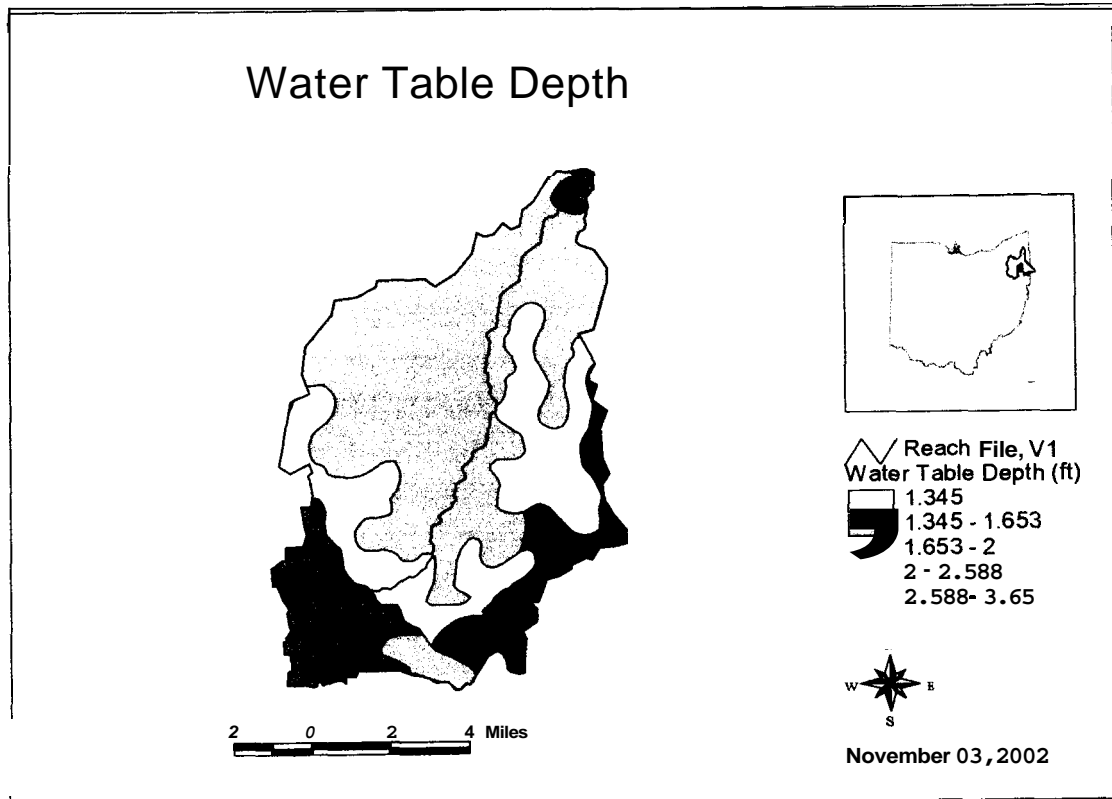 Water Table Depth
Reach File, V1
Water Table Depth (ft)
1.345
1.345 - 1.653
1.653 - 2
2 - 2.588
2.588- 3.65
W E
S
2 0 2 4 Miles
November 03,2002